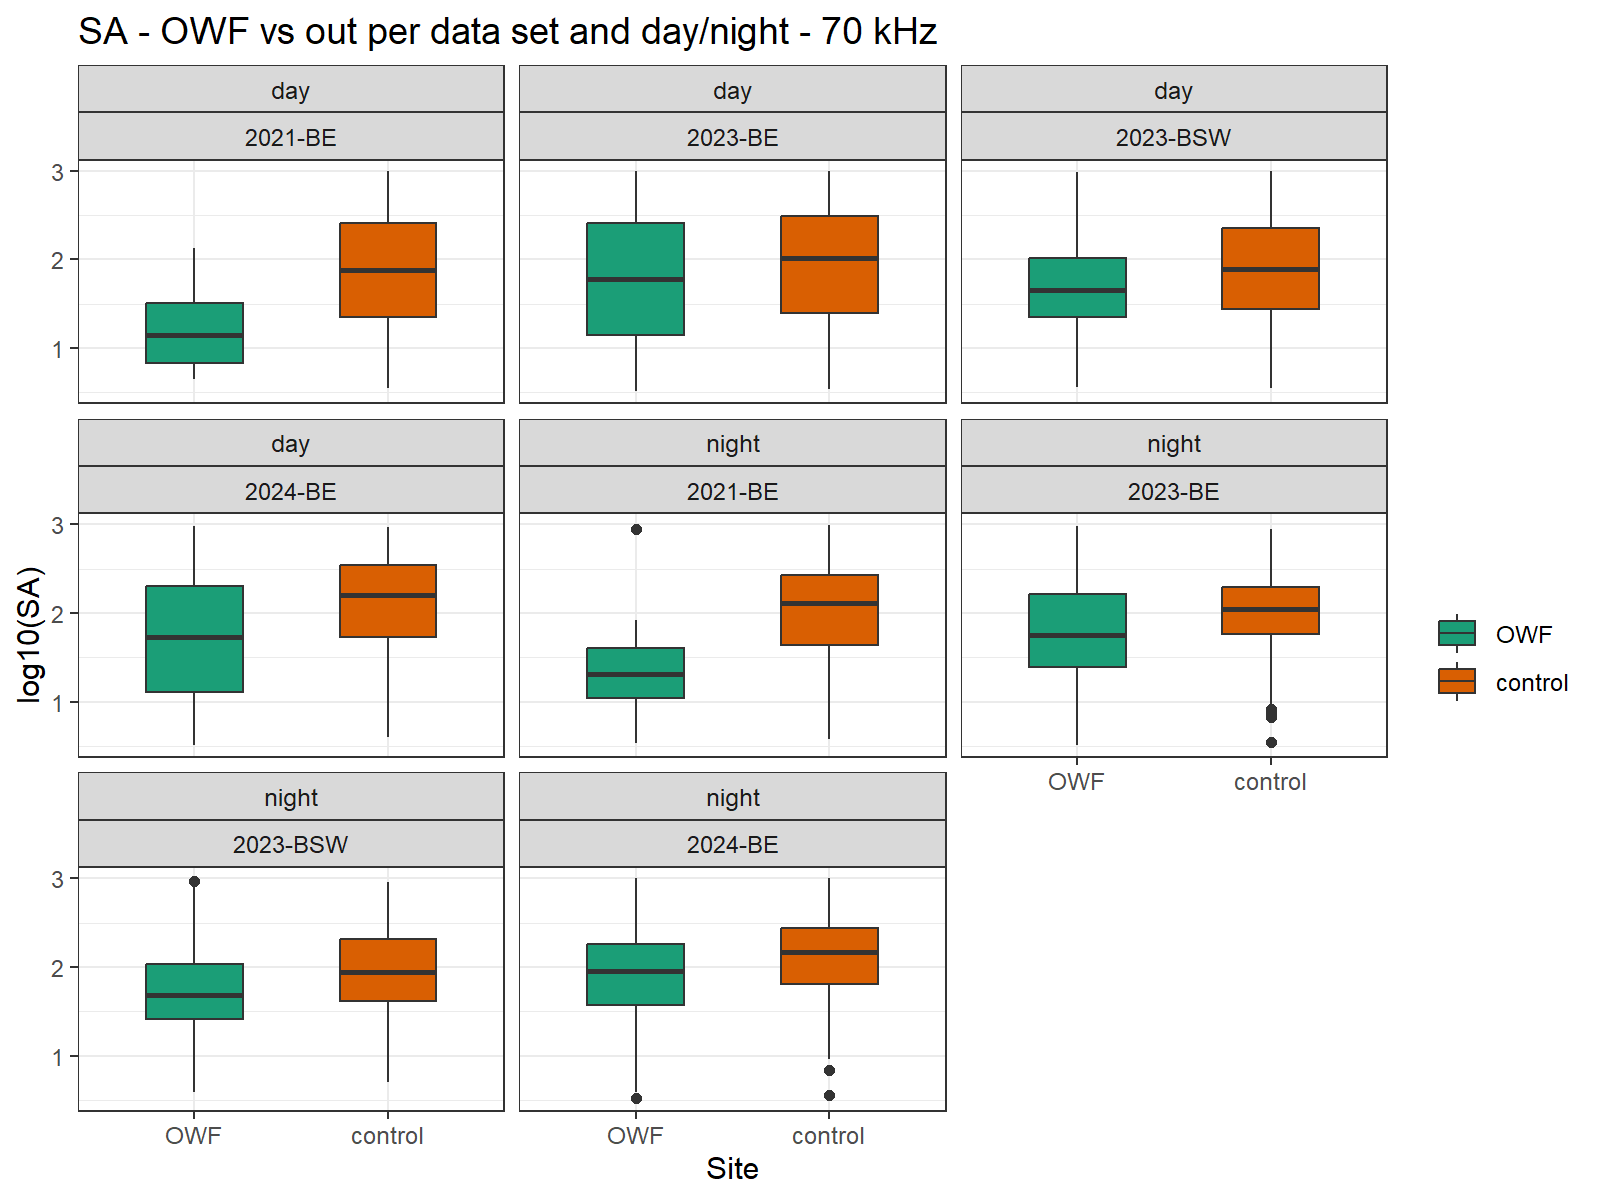 SA - OWF vs out per data set and day/night - 70 kHz
day
day
day
2021-BE
2023-BE
2023-BSW
3
2
1
day
night
night
2024-BE
2021-BE
2023-BE
3
2
1
log10(SA)
OWF
control
OWF control
night
night
2023-BSW
2024-BE
3
2
1
OWF control
OWF control
Site